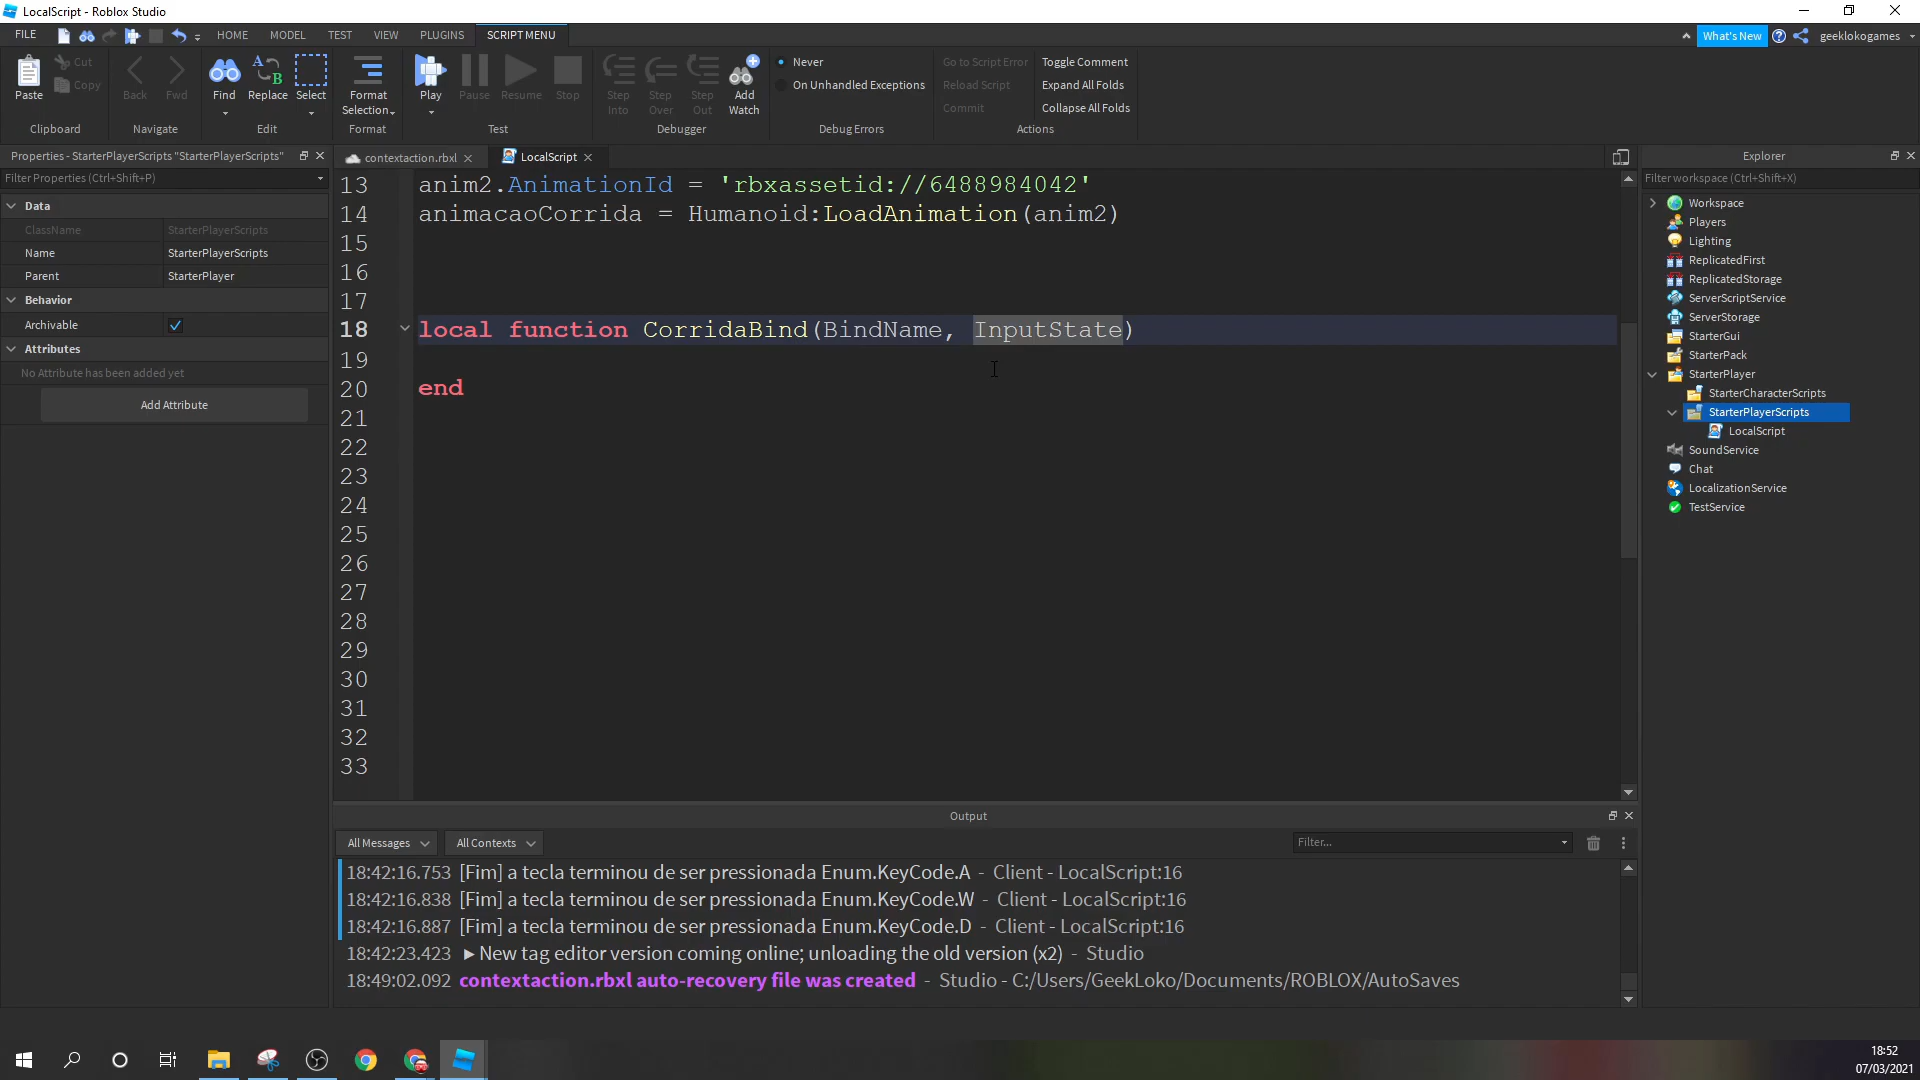 LocalScript - Roblox Studio
FILE HOME MODEL TEST VIEW PLUGINS SCRIPT MENU What's New geeklokogames
Paste Cut Copy Back Fwd Find Replace Select Format Selection Play Pause Resume Stop Step Into Step Over Step Out Add Watch
Never
On Unhandled Exceptions
Go to Script Error Toggle Comment
Reload Script Expand All Folds
Commit Collapse All Folds
Clipboard Navigate Edit Format Test Debugger Debug Errors Actions
Properties - StarterPlayerScripts "StarterPlayerScripts"
Filter Properties (Ctrl+Shift+P)
Data
ClassName StarterPlayerScripts
Name StarterPlayerScripts
Parent StarterPlayer
Behavior
Archivable
Attributes
No Attribute has been added yet
Add Attribute
contextaction.rbxl LocalScript
13 anim2.AnimationId = 'rbxassetid://6488984042'
14 animacaoCorrida = Humanoid:LoadAnimation(anim2)
15
16
17
18 local function CorridaBind(BindName, InputState)
19
20 end
21
22
23
24
25
26
27
28
29
30
31
32
33
Output
All Messages All Contexts Filter...
18:42:16.753 [Fim] a tecla terminou de ser pressionada Enum.KeyCode.A - Client - LocalScript:16
18:42:16.838 [Fim] a tecla terminou de ser pressionada Enum.KeyCode.W - Client - LocalScript:16
18:42:16.887 [Fim] a tecla terminou de ser pressionada Enum.KeyCode.D - Client - LocalScript:16
18:42:23.423 New tag editor version coming online; unloading the old version (x2) - Studio
18:49:02.092 contextaction.rbxl auto-recovery file was created - Studio - C:/Users/GeekLoko/Documents/ROBLOX/AutoSaves
Explorer
Filter workspace (Ctrl+Shift+X)
Workspace
Players
Lighting
ReplicatedFirst
ReplicatedStorage
ServerScriptService
ServerStorage
StarterGui
StarterPack
StarterPlayer
StarterCharacterScripts
StarterPlayerScripts
LocalScript
SoundService
Chat
LocalizationService
TestService
18:52
07/03/2021